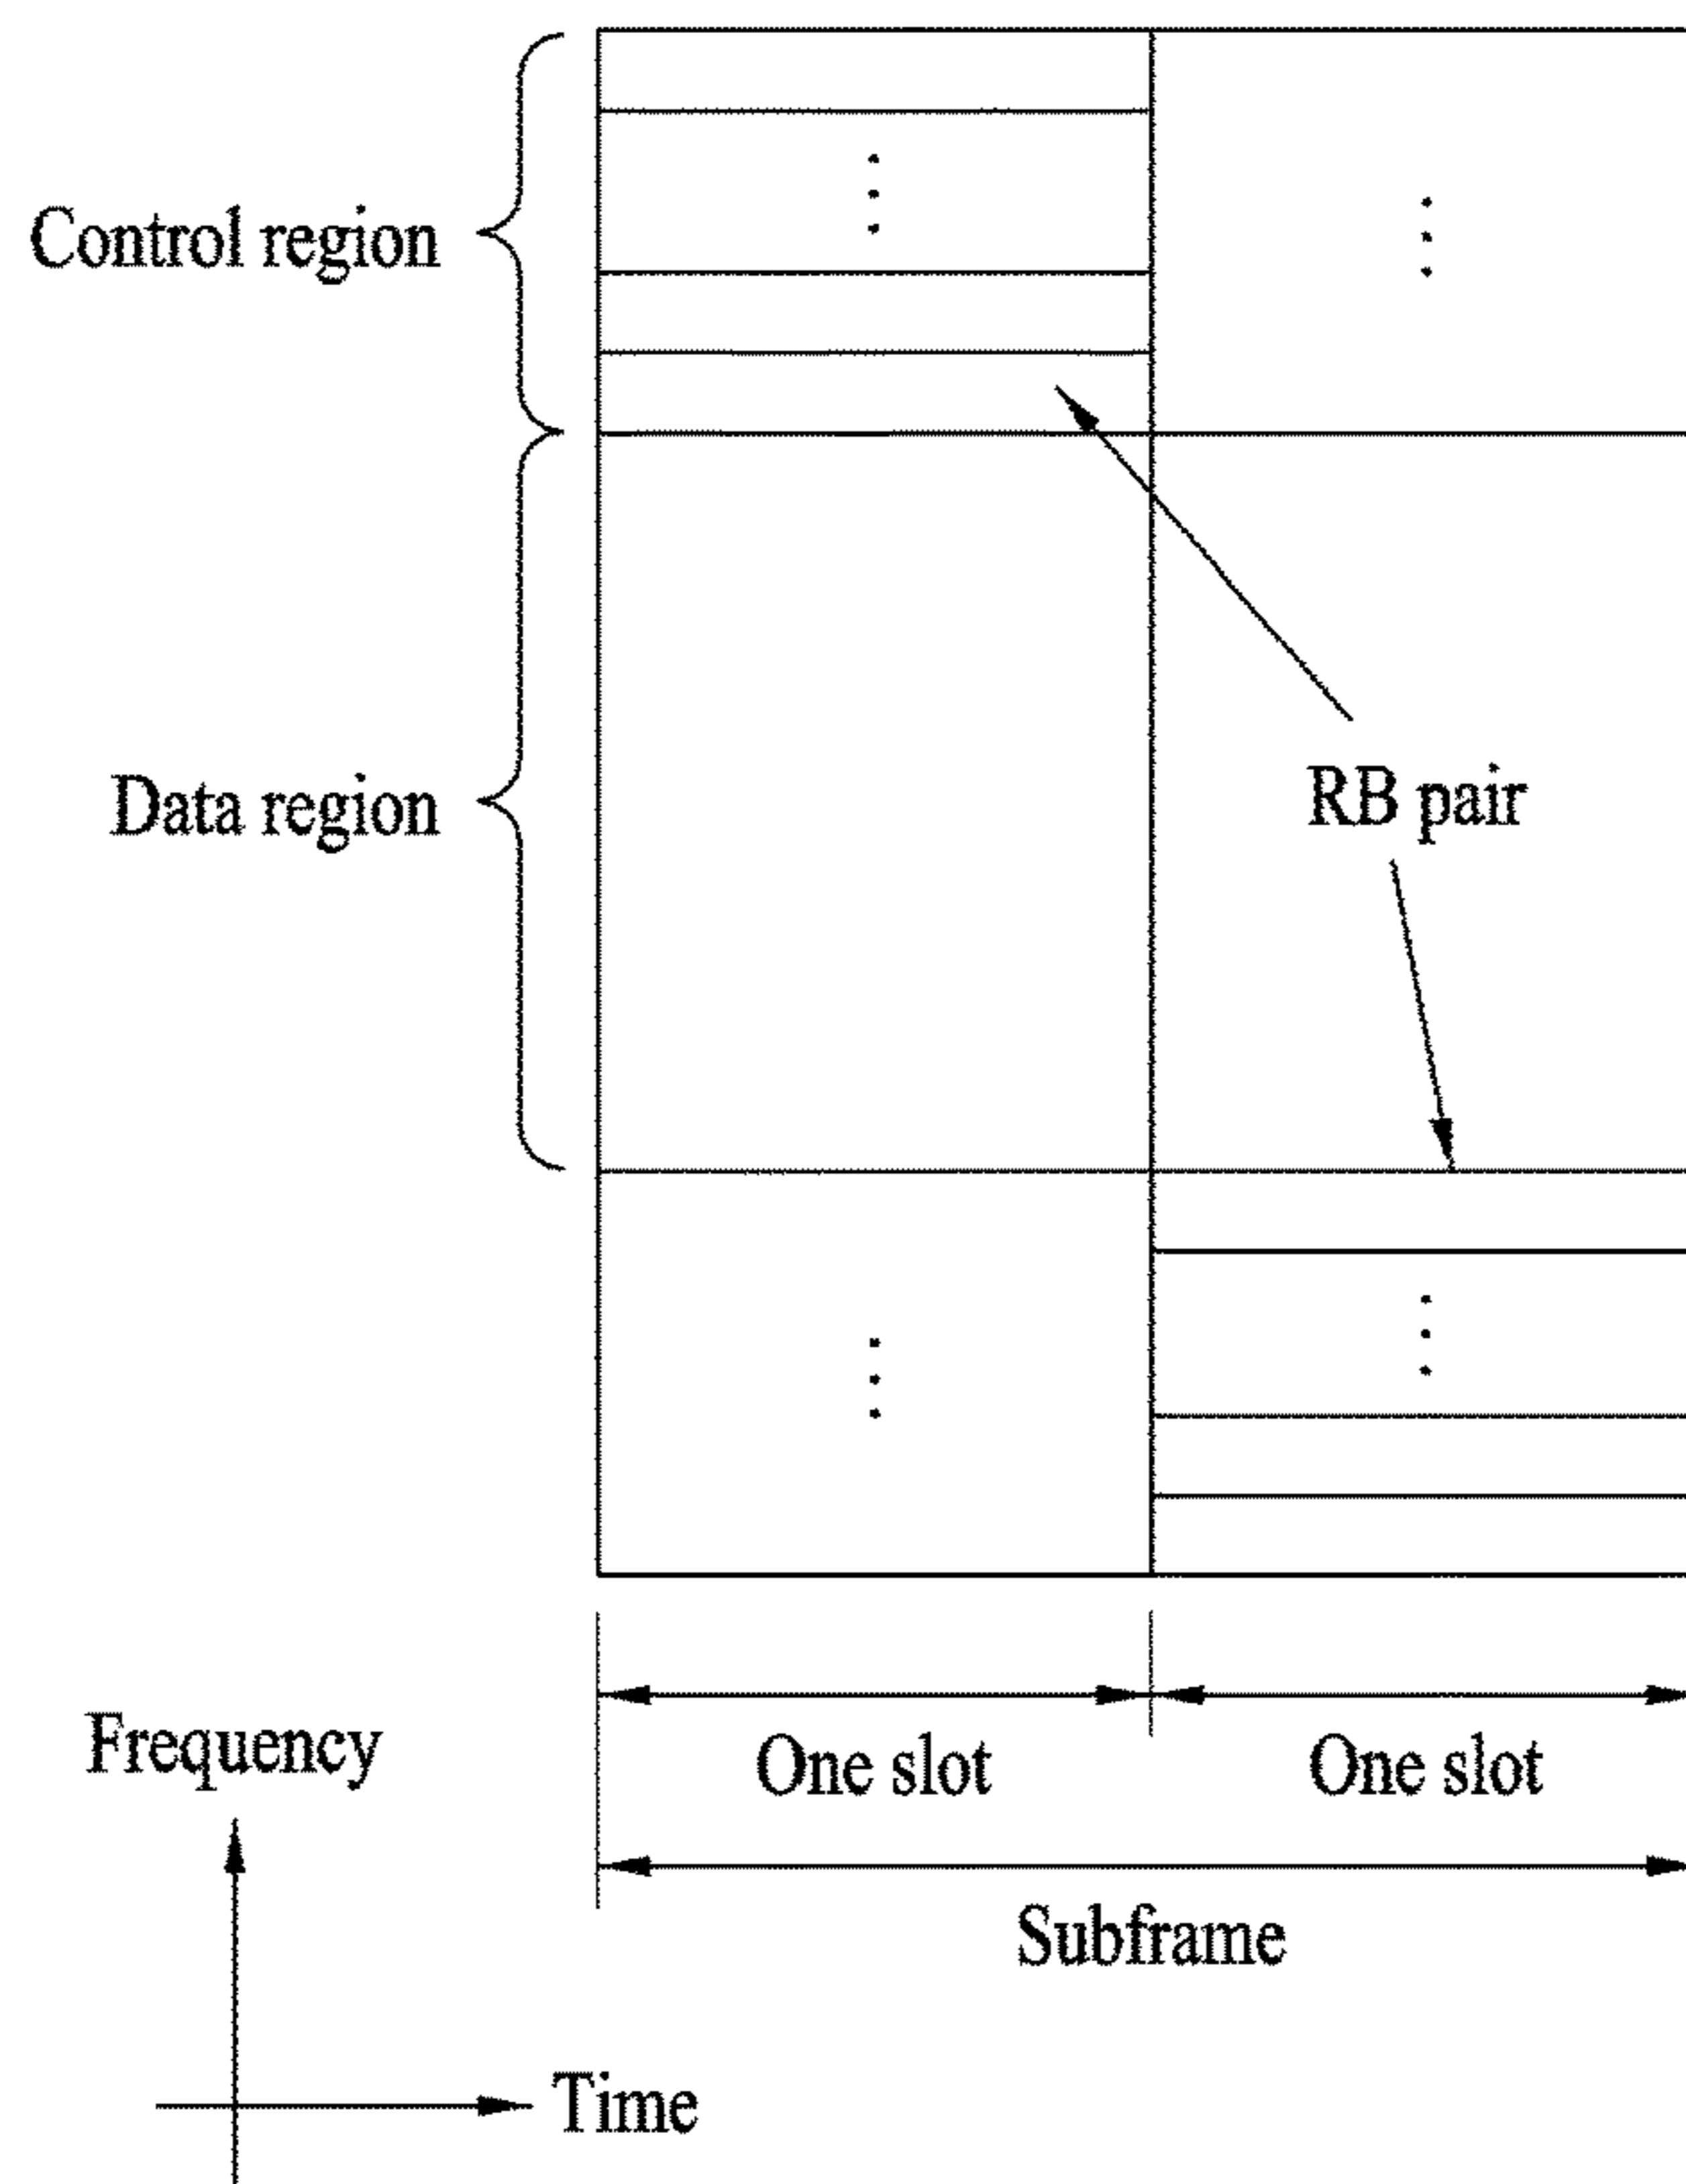 Control region
Data region
RB pair
One slot
One slot
Subframe
Frequency
Time